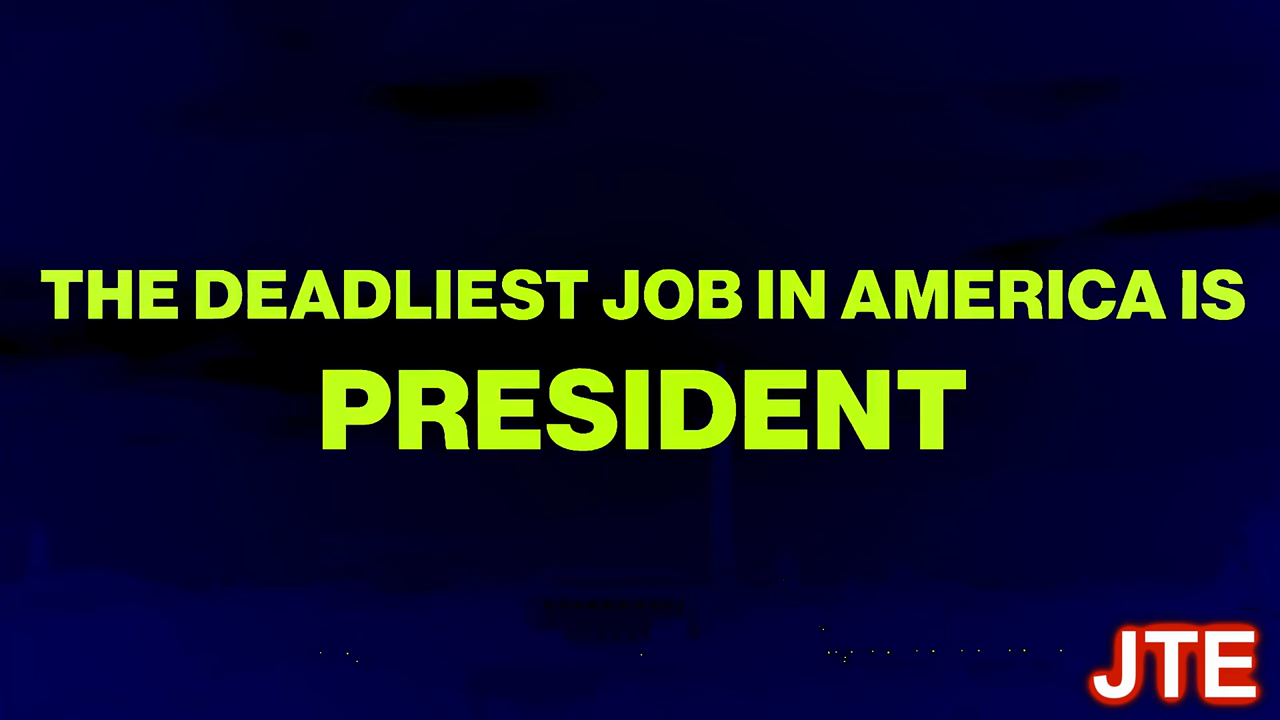 THE DEADLIEST JOB IN AMERICA IS
PRESIDENT
JTE